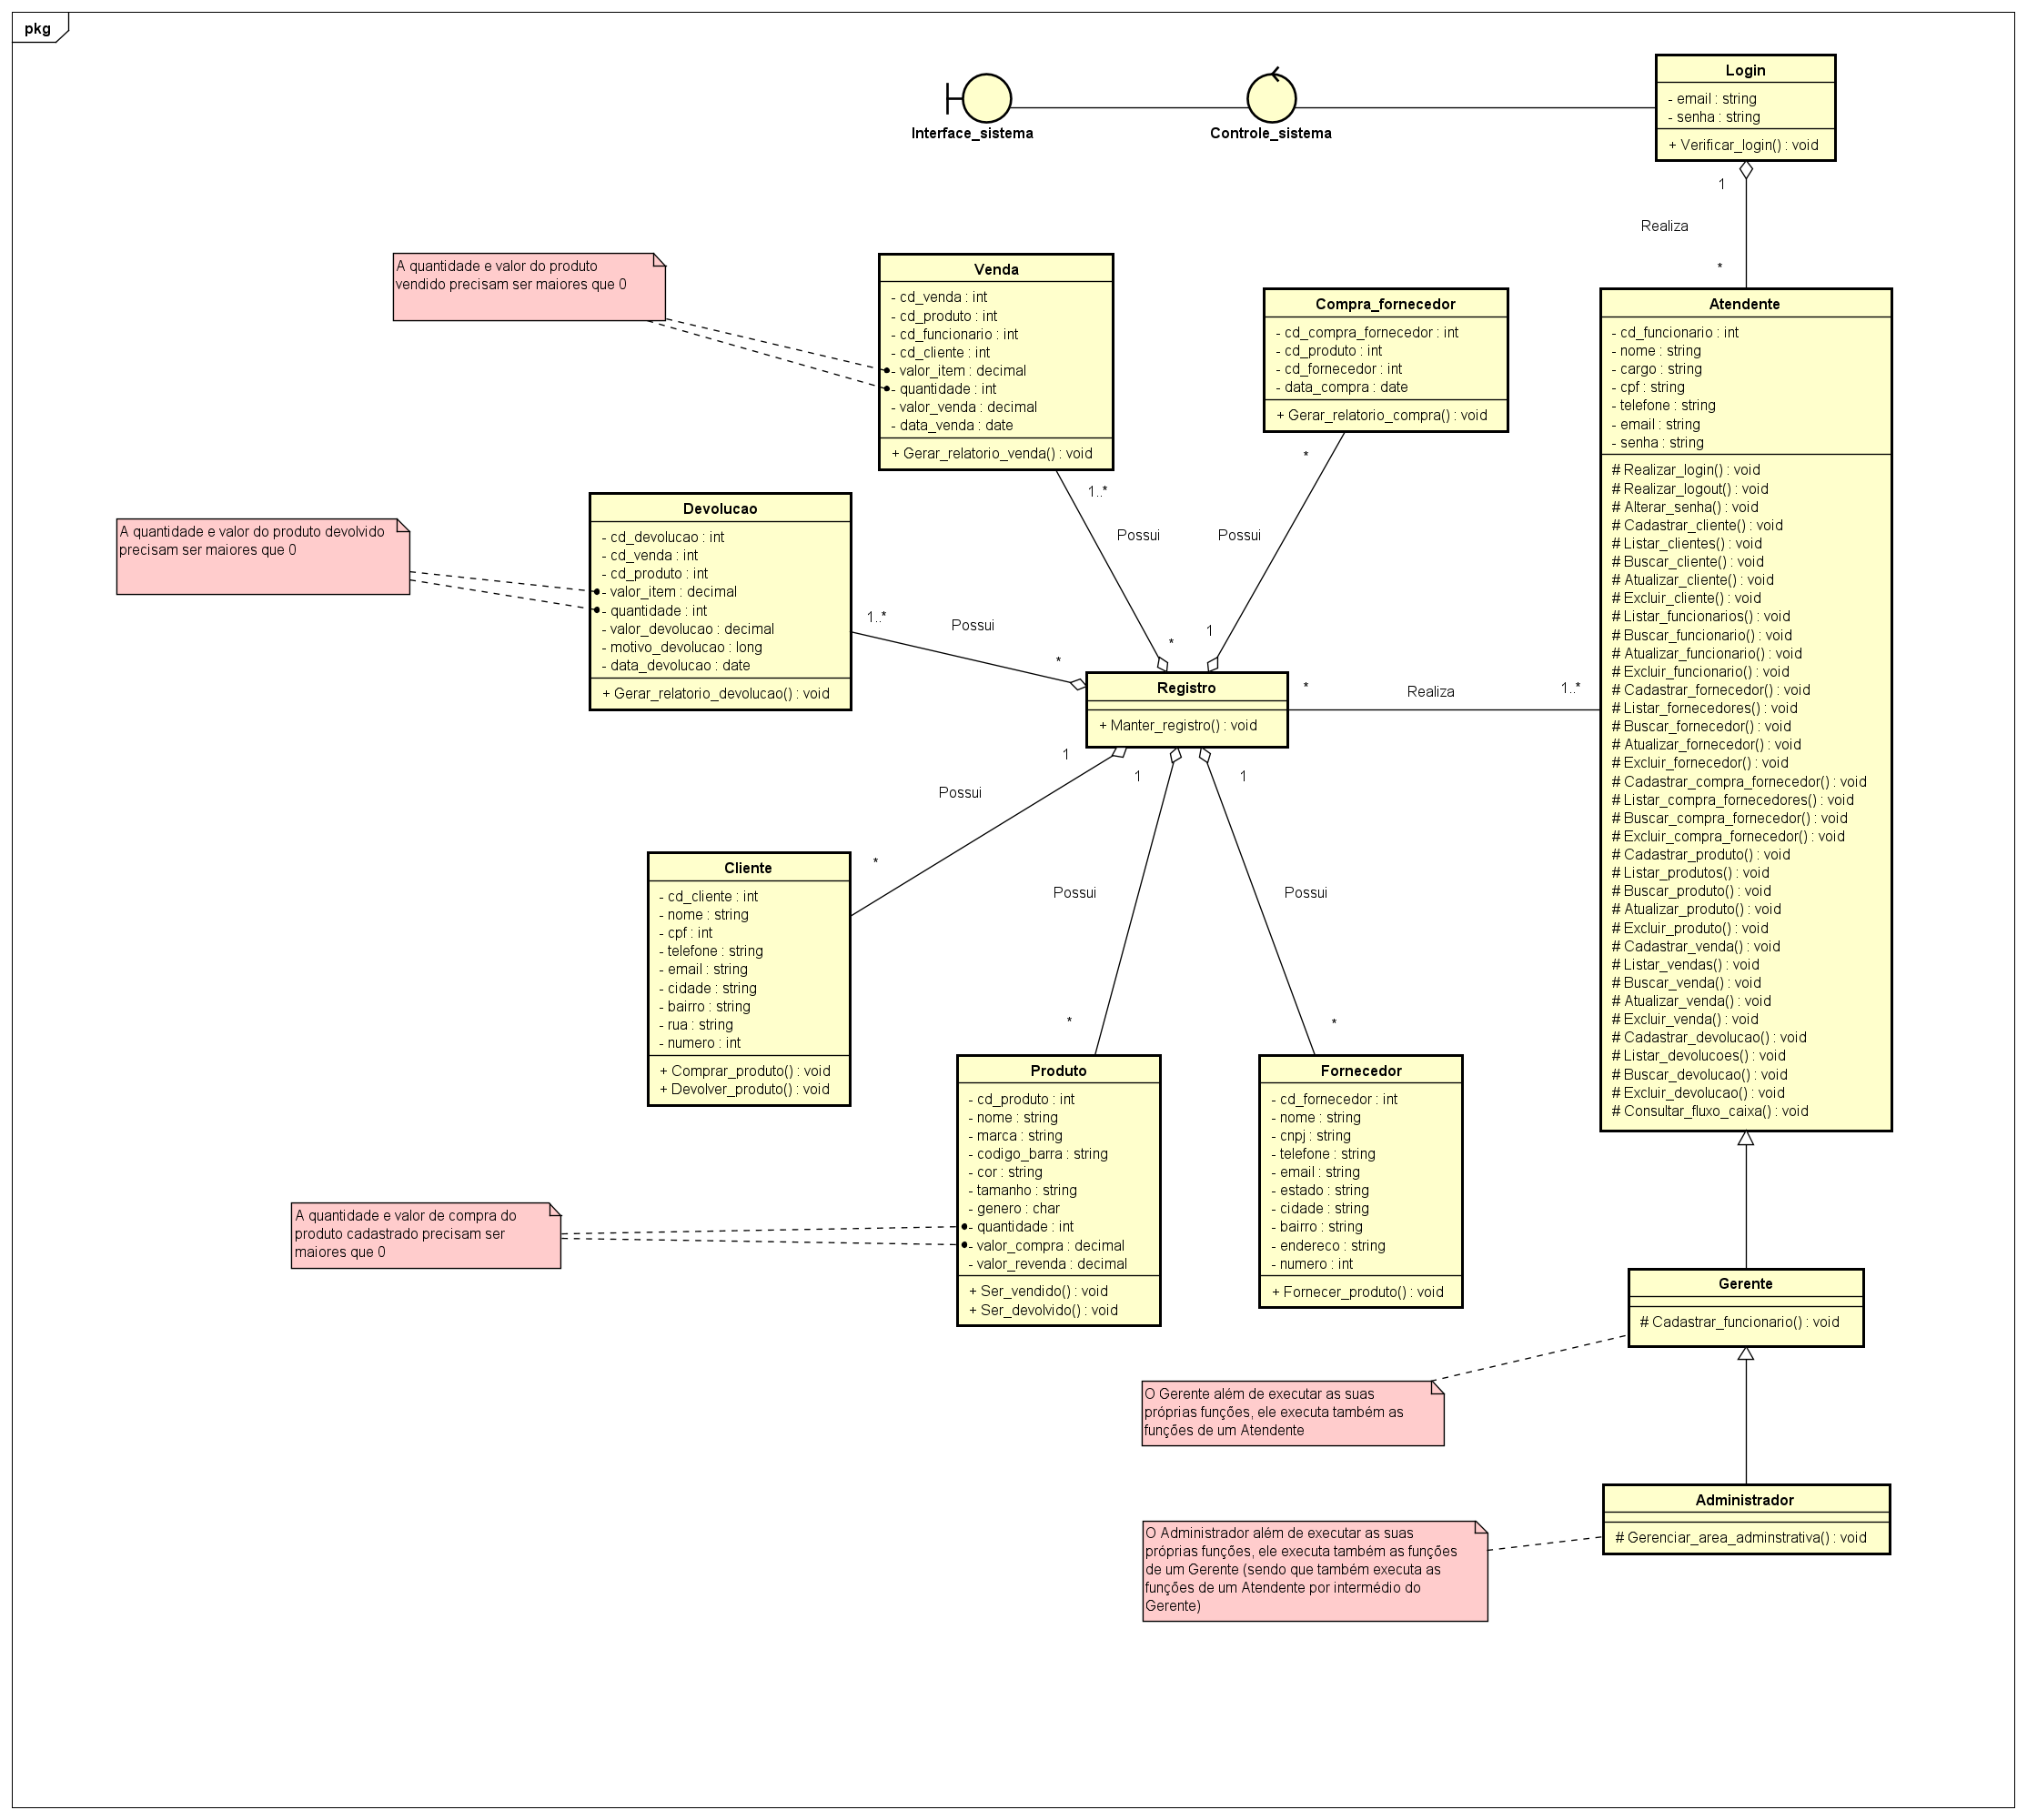 pkg
Interface_sistema
Controle_sistema
Login
- email : string
- senha : string
+ Verificar_login() : void
1
Realiza
*
A quantidade e valor do produto
vendido precisam ser maiores que 0
Venda
- cd_venda : int
- cd_produto : int
- cd_funcionario : int
- cd_cliente : int
- valor_item : decimal
- quantidade : int
- valor_venda : decimal
- data_venda : date
+ Gerar_relatorio_venda() : void
1..*
Possui
*
Compra_fornecedor
- cd_compra_fornecedor : int
- cd_produto : int
- cd_fornecedor : int
- data_compra : date
+ Gerar_relatorio_compra() : void
*
Possui
1
Atendente
- cd_funcionario : int
- nome : string
- cargo : string
- cpf : string
- telefone : string
- email : string
- senha : string
# Realizar_login() : void
# Realizar_logout() : void
# Alterar_senha() : void
# Cadastrar_cliente() : void
# Listar_clientes() : void
# Buscar_cliente() : void
# Atualizar_cliente() : void
# Excluir_cliente() : void
# Listar_funcionarios() : void
# Buscar_funcionario() : void
# Atualizar_funcionario() : void
# Excluir_funcionario() : void
# Cadastrar_fornecedor() : void
# Listar_fornecedores() : void
# Buscar_fornecedor() : void
# Atualizar_fornecedor() : void
# Excluir_fornecedor() : void
# Cadastrar_compra_fornecedor() : void
# Listar_compra_fornecedores() : void
# Buscar_compra_fornecedor() : void
# Excluir_compra_fornecedor() : void
# Cadastrar_produto() : void
# Listar_produtos() : void
# Buscar_produto() : void
# Atualizar_produto() : void
# Excluir_produto() : void
# Cadastrar_venda() : void
# Listar_vendas() : void
# Buscar_venda() : void
# Atualizar_venda() : void
# Excluir_venda() : void
# Cadastrar_devolucao() : void
# Listar_devolucoes() : void
# Buscar_devolucao() : void
# Excluir_devolucao() : void
# Consultar_fluxo_caixa() : void
A quantidade e valor do produto devolvido
precisam ser maiores que 0
Devolucao
- cd_devolucao : int
- cd_venda : int
- cd_produto : int
- valor_item : decimal
- quantidade : int
- valor_devolucao : decimal
- motivo_devolucao : long
- data_devolucao : date
+ Gerar_relatorio_devolucao() : void
1..*
Possui
*
Registro
+ Manter_registro() : void
*
Realiza
1..*
1
Possui
*
1
Possui
*
1
Possui
*
Cliente
- cd_cliente : int
- nome : string
- cpf : int
- telefone : string
- email : string
- cidade : string
- bairro : string
- rua : string
- numero : int
+ Comprar_produto() : void
+ Devolver_produto() : void
Produto
- cd_produto : int
- nome : string
- marca : string
- codigo_barra : string
- cor : string
- tamanho : string
- genero : char
- quantidade : int
- valor_compra : decimal
- valor_revenda : decimal
+ Ser_vendido() : void
+ Ser_devolvido() : void
Fornecedor
- cd_fornecedor : int
- nome : string
- cnpj : string
- telefone : string
- email : string
- estado : string
- cidade : string
- bairro : string
- endereco : string
- numero : int
+ Fornecer_produto() : void
A quantidade e valor de compra do
produto cadastrado precisam ser
maiores que 0
Gerente
# Cadastrar_funcionario() : void
O Gerente além de executar as suas
próprias funções, ele executa também as
funções de um Atendente
Administrador
# Gerenciar_area_adminstrativa() : void
O Administrador além de executar as suas
próprias funções, ele executa também as funções
de um Gerente (sendo que também executa as
funções de um Atendente por intermédio do
Gerente)